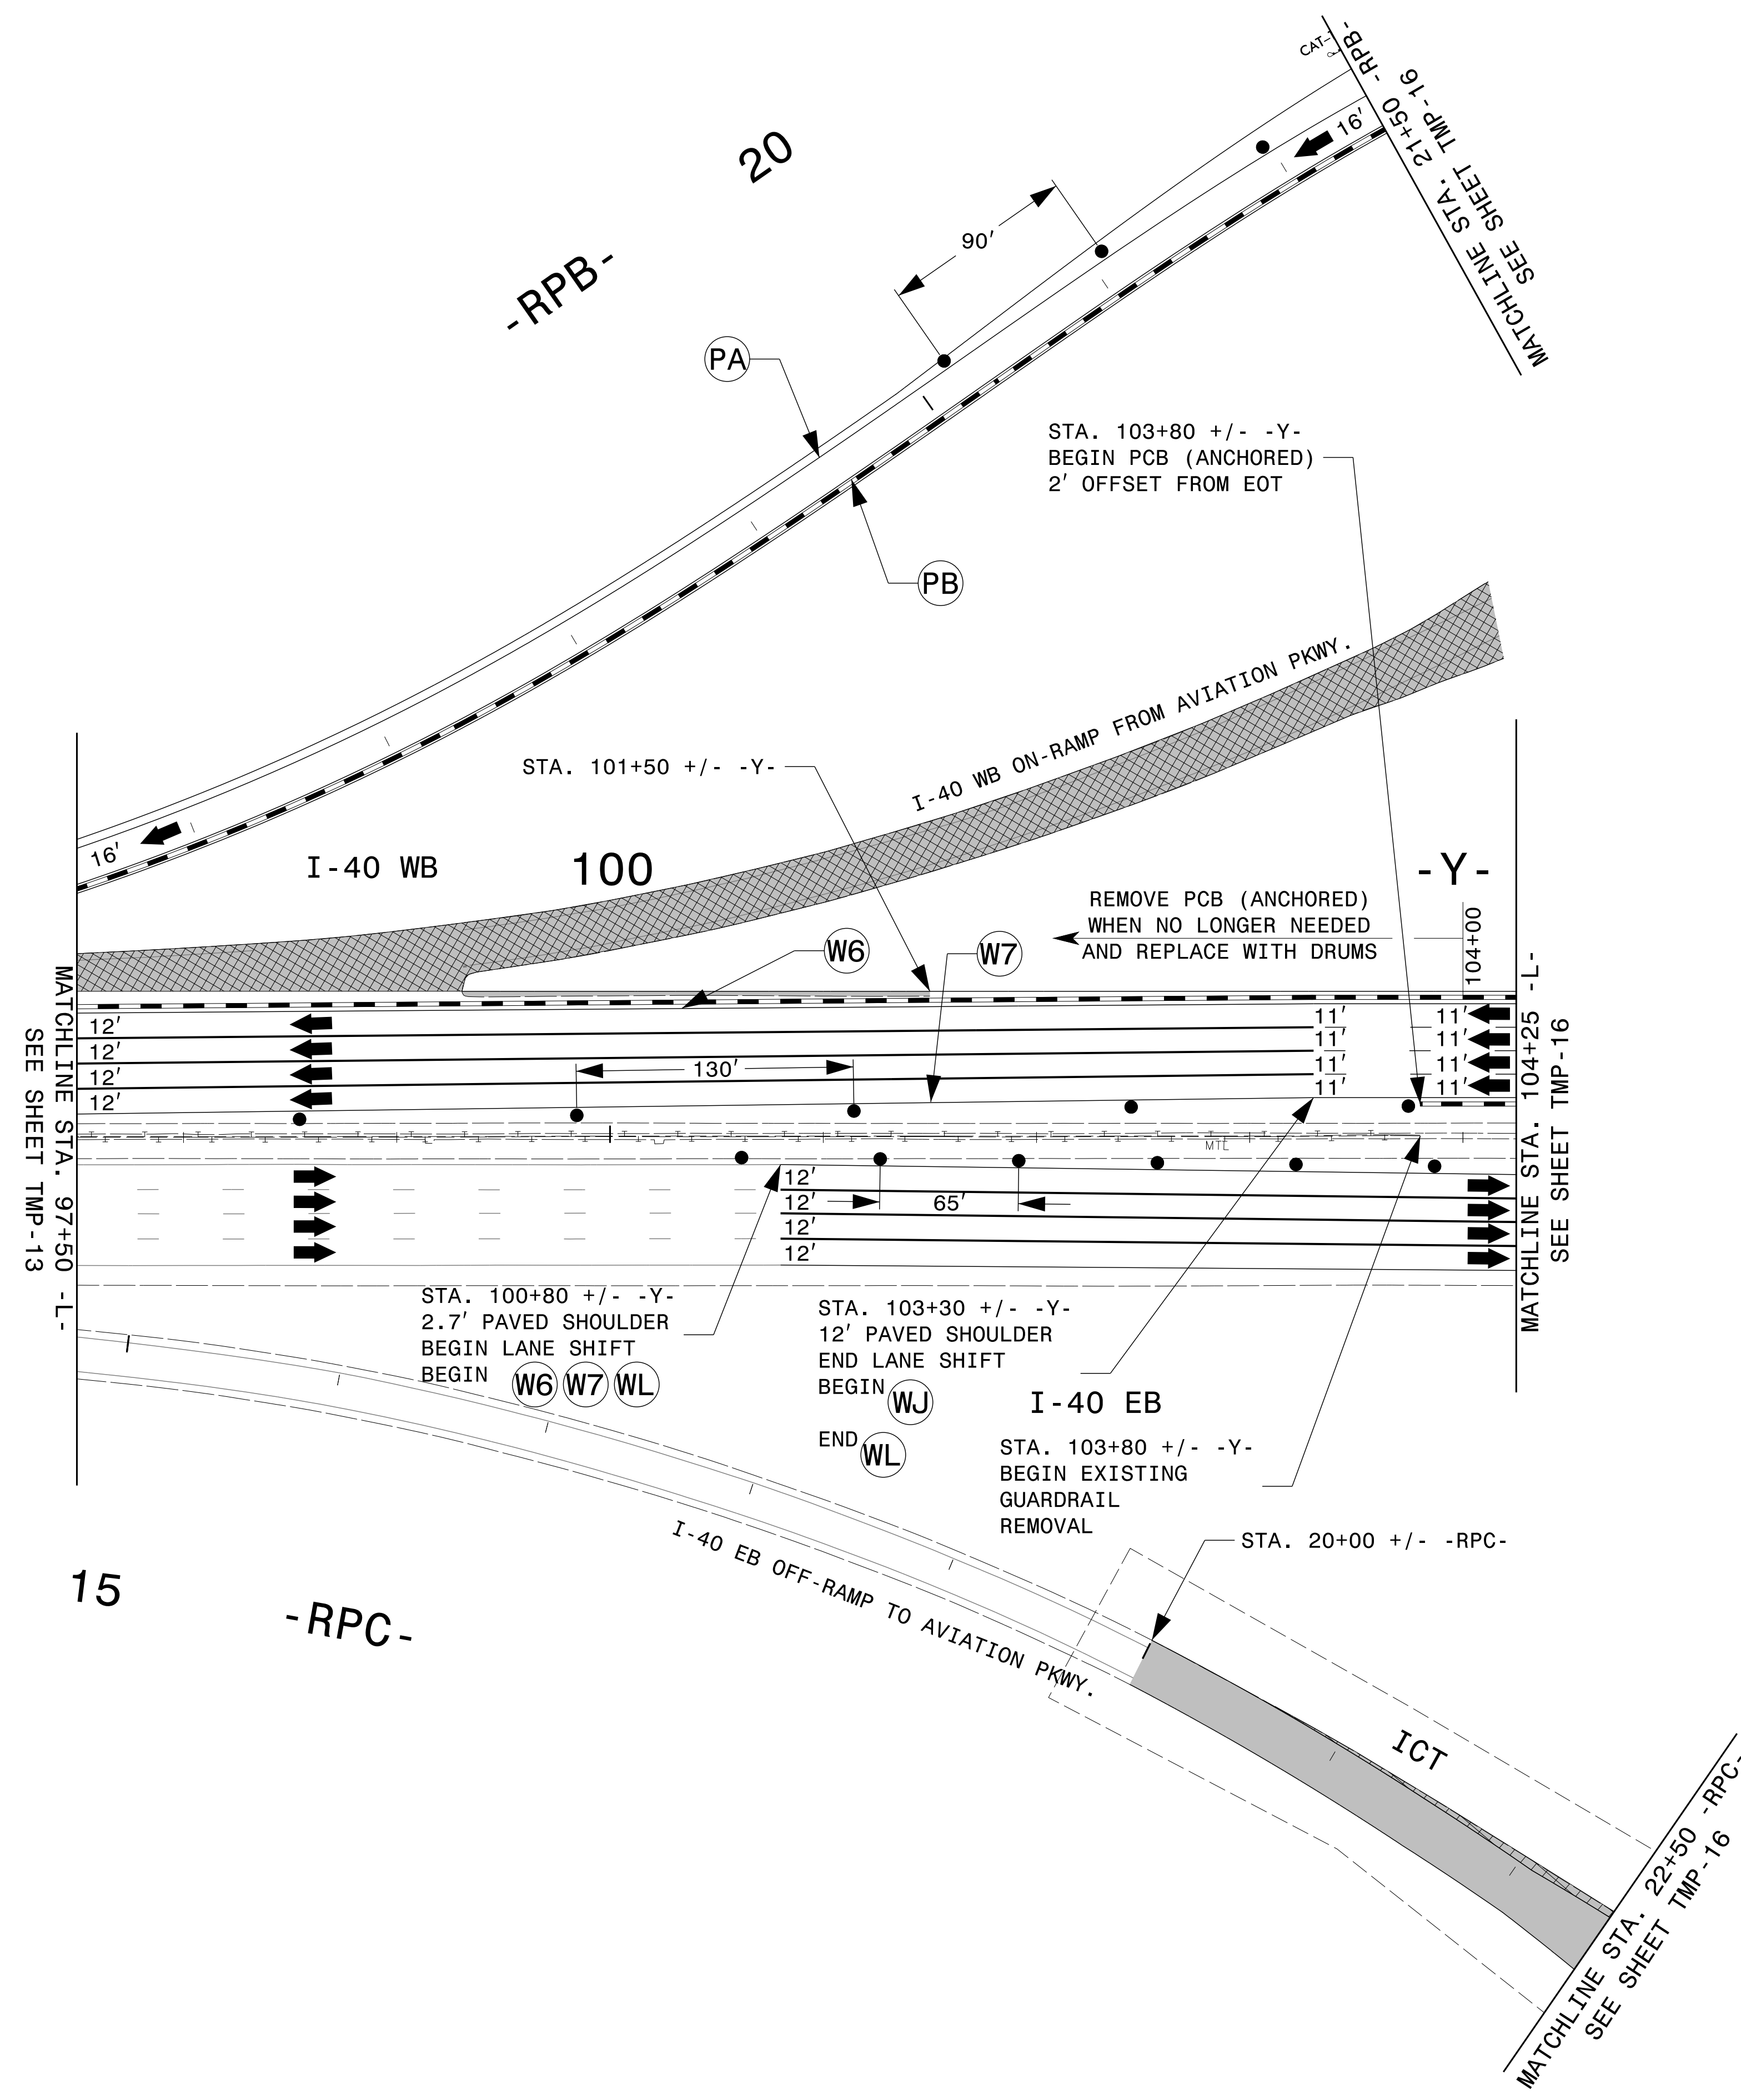 CAT-1
MATCHLINE STA. 21+50 -RPB-
SEE SHEET TMP-16
16'
20
90'
-RPB-
PA
STA. 103+80 +/- -Y-
BEGIN PCB (ANCHORED)
2' OFFSET FROM EOT
PB
I-40 WB ON-RAMP FROM AVIATION PKWY.
STA. 101+50 +/- -Y-
16'
I-40 WB
100
-Y-
REMOVE PCB (ANCHORED)
WHEN NO LONGER NEEDED
AND REPLACE WITH DRUMS
104+00
W6
W7
MATCHLINE STA. 97+50 -L-
SEE SHEET TMP-13
MATCHLINE STA. 104+25 -L-
SEE SHEET TMP-16
12'
12'
12'
12'
11'
11'
11'
11'
11'
11'
11'
11'
130'
MTL
12'
12'
12'
12'
65'
STA. 100+80 +/- -Y-
2.7' PAVED SHOULDER
BEGIN LANE SHIFT
BEGIN W6 W7 WL
STA. 103+30 +/- -Y-
12' PAVED SHOULDER
END LANE SHIFT
BEGIN WJ
END WL
I-40 EB
STA. 103+80 +/- -Y-
BEGIN EXISTING
GUARDRAIL
REMOVAL
STA. 20+00 +/- -RPC-
I-40 EB OFF-RAMP TO AVIATION PKWY.
15
-RPC-
ICT
MATCHLINE STA. 22+50 -RPC-
SEE SHEET TMP-16